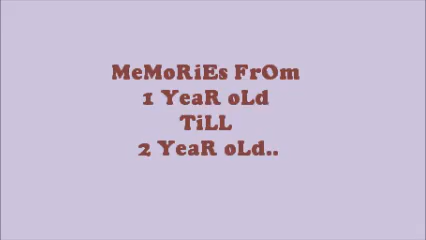 MeMoRiEs FrOm
1 YeaR oLd
TiLL
2 YeaR oLd..